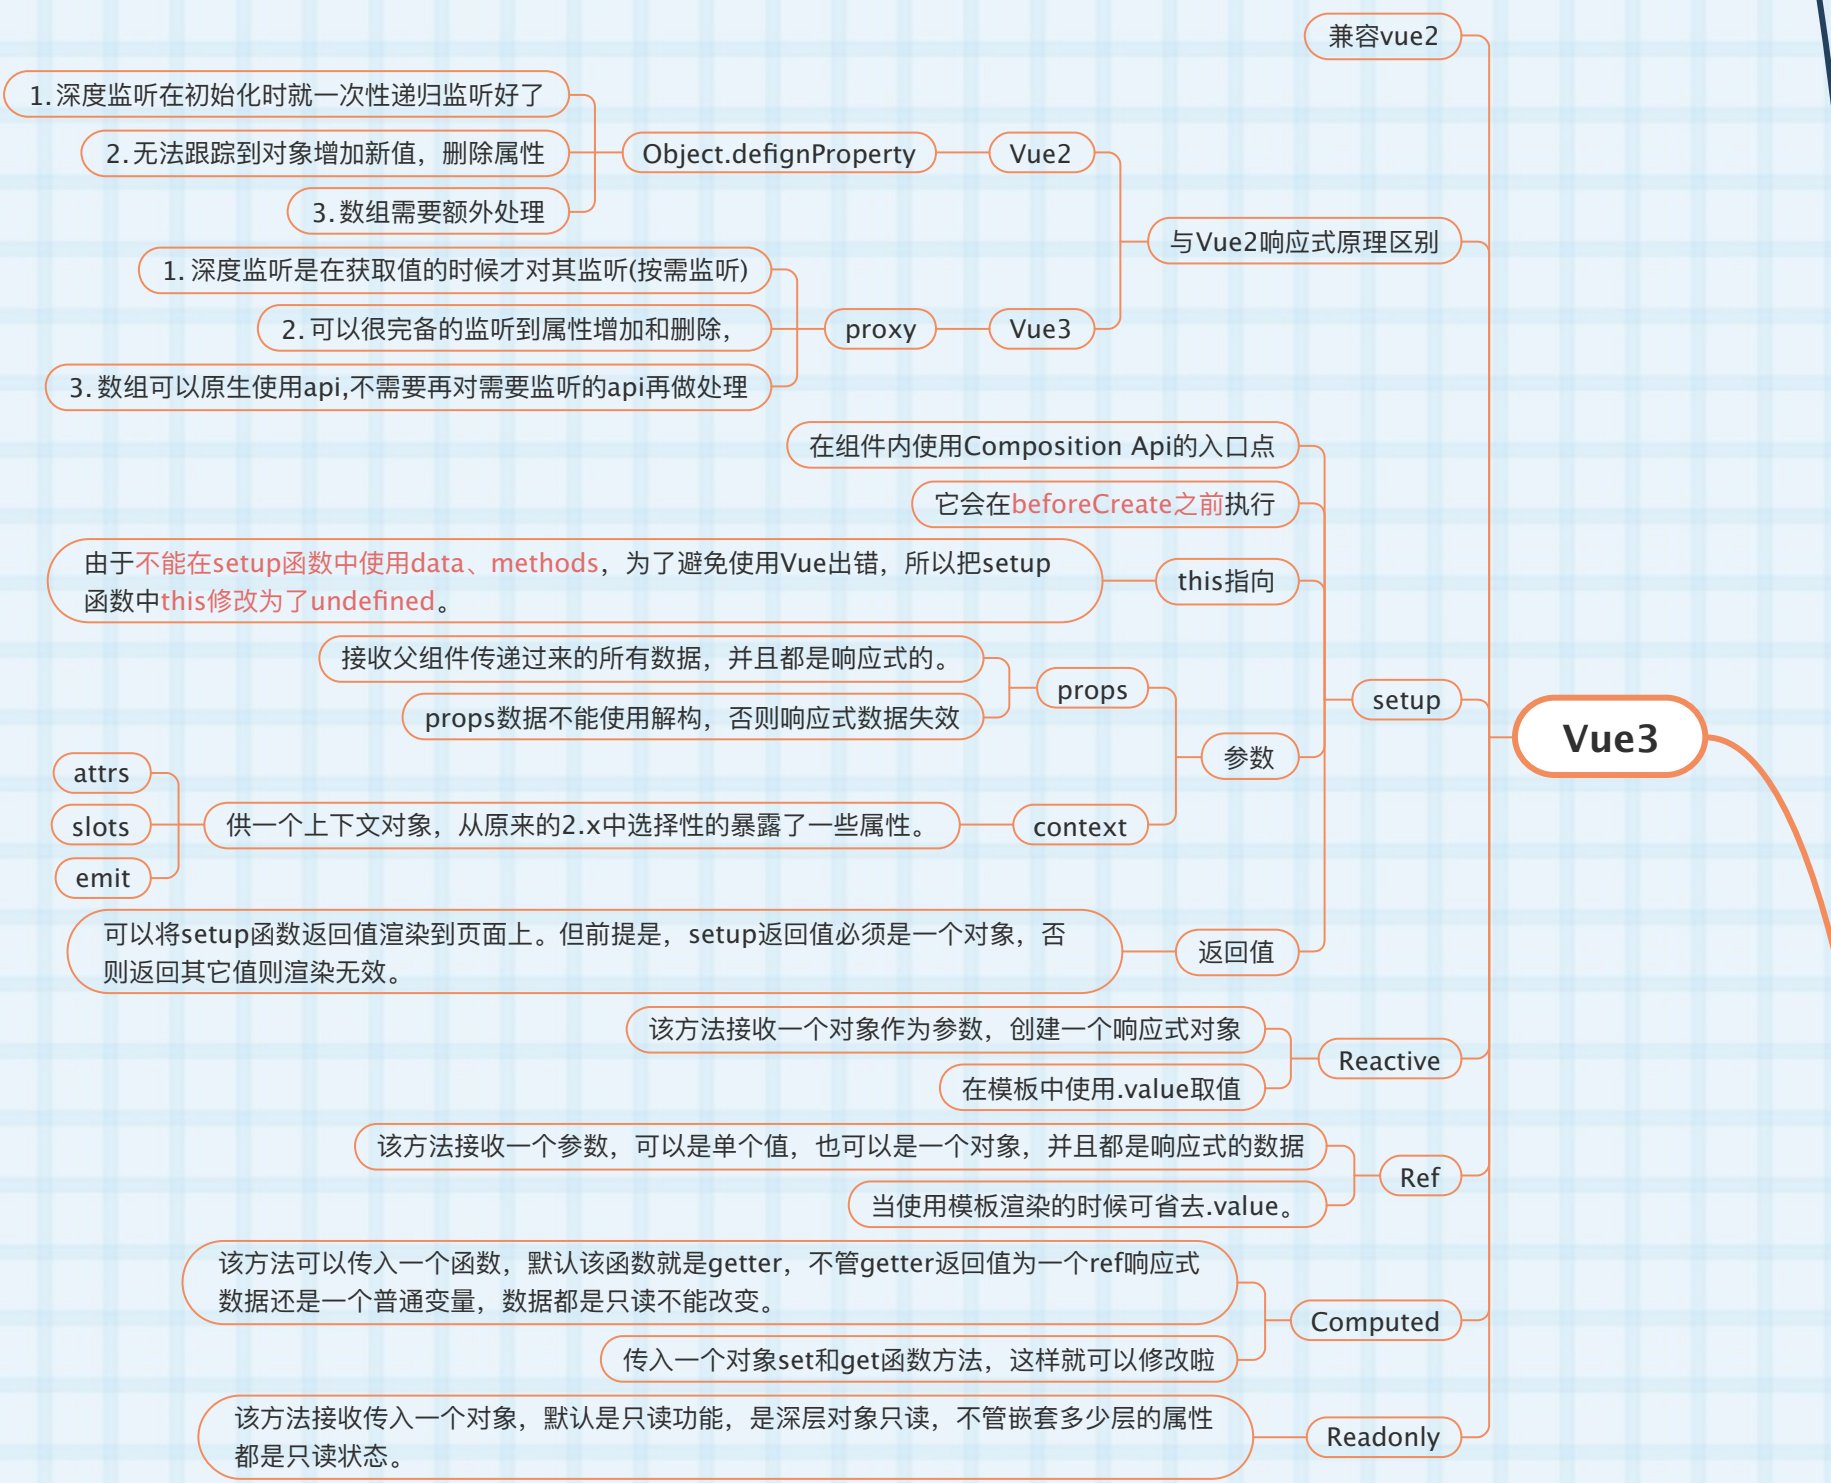 Vue3
兼容vue2
与Vue2响应式原理区别
Vue2
Object.defignProperty
1.深度监听在初始化时就一次性递归监听好了
2.无法跟踪到对象增加新值，删除属性
3.数组需要额外处理
Vue3
proxy
1.深度监听是在获取值的时候才对其监听(按需监听)
2.可以很完备的监听到属性增加和删除，
3.数组可以原生使用api,不需要再对需要监听的api再做处理
setup
在组件内使用Composition Api的入口点
它会在beforeCreate之前执行
this指向
由于不能在setup函数中使用data、methods，为了避免使用Vue出错，所以把setup
函数中this修改为了undefined。
参数
props
接收父组件传递过来的所有数据，并且都是响应式的。
props数据不能使用解构，否则响应式数据失效
context
供一个上下文对象，从原来的2.x中选择性的暴露了一些属性。
attrs
slots
emit
返回值
可以将setup函数返回值渲染到页面上。但前提是，setup返回值必须是一个对象，否
则返回其它值则渲染无效。
Reactive
该方法接收一个对象作为参数，创建一个响应式对象
在模板中使用.value取值
Ref
该方法接收一个参数，可以是单个值，也可以是一个对象，并且都是响应式的数据
当使用模板渲染的时候可省去.value。
Computed
该方法可以传入一个函数，默认该函数就是getter，不管getter返回值为一个ref响应式
数据还是一个普通变量，数据都是只读不能改变。
传入一个对象set和get函数方法，这样就可以修改啦
Readonly
该方法接收传入一个对象，默认是只读功能，是深层对象只读，不管嵌套多少层的属性
都是只读状态。